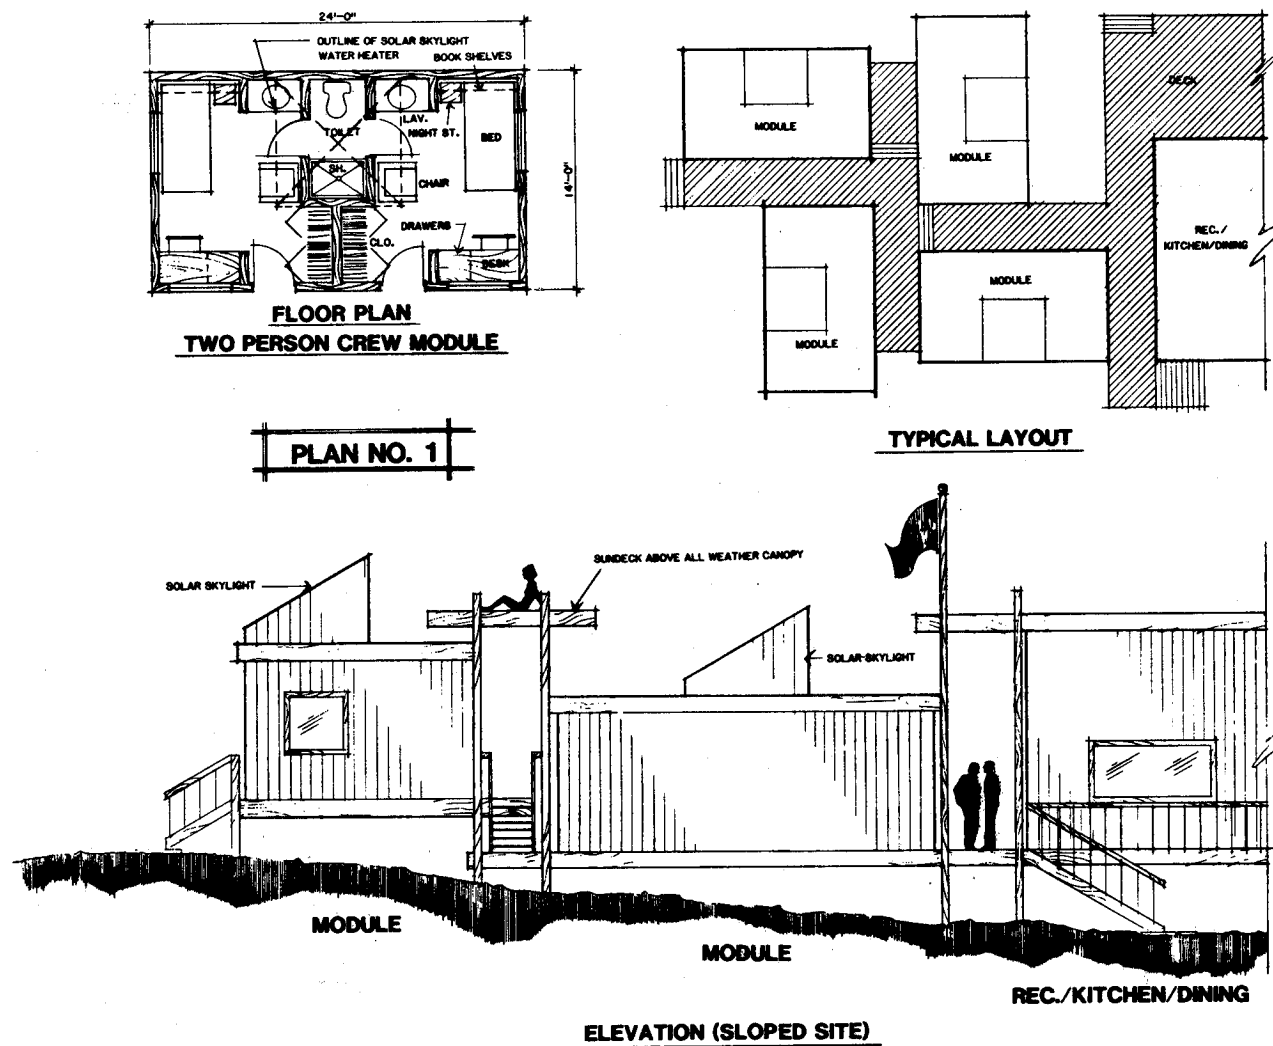 24'-0"
OUTLINE OF SOLAR SKYLIGHT
WATER HEATER
BOOK SHELVES
LAV.
NIGHT ST.
TOILET
BED
SH.
CHAIR
14'-0"
DRAWERS
CLO.
DESK
FLOOR PLAN
TWO PERSON CREW MODULE
PLAN NO. 1
DECK
MODULE
MODULE
REC./
KITCHEN/DINING
MODULE
MODULE
TYPICAL LAYOUT
SUNDECK ABOVE ALL WEATHER CANOPY
SOLAR SKYLIGHT
SOLAR SKYLIGHT
MODULE
MODULE
REC./KITCHEN/DINING
ELEVATION (SLOPED SITE)